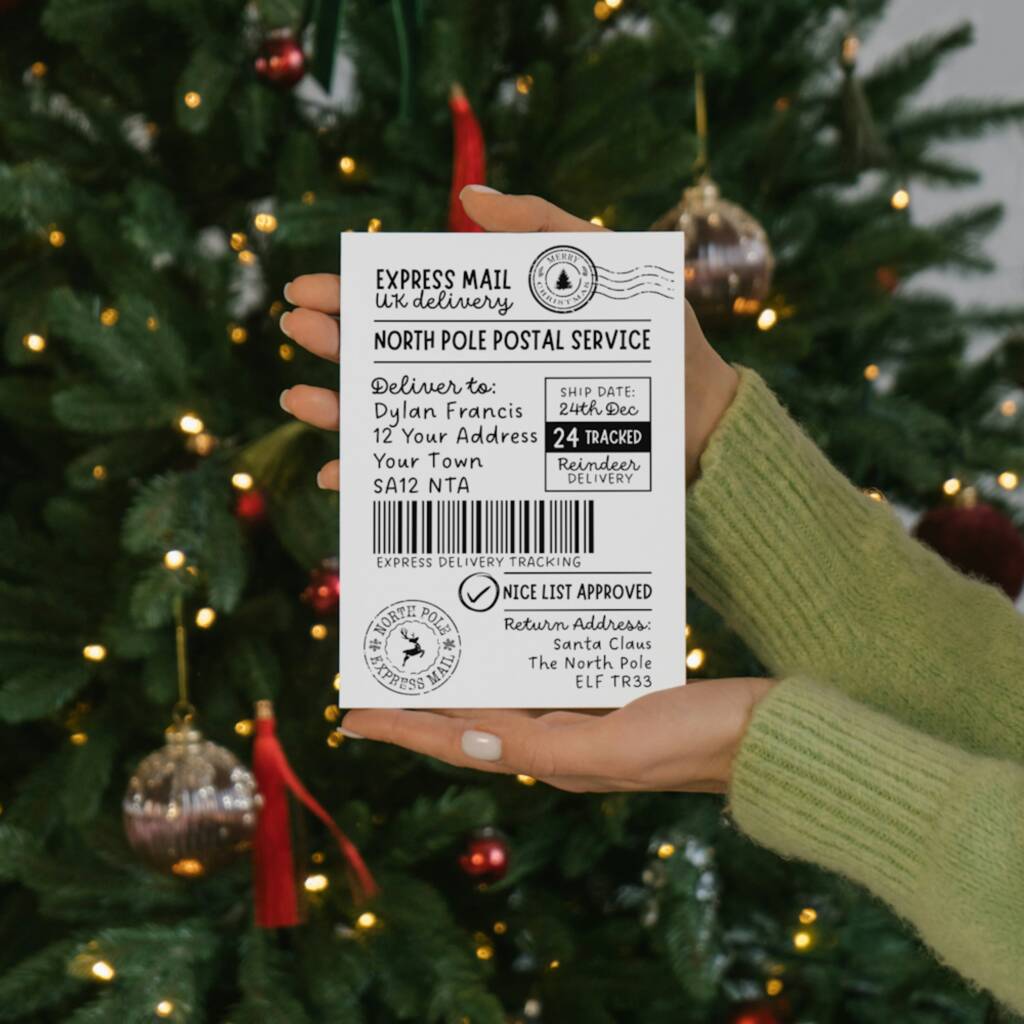 EXPRESS MAIL
UK delivery
MERRY
CHRISTMAS
NORTH POLE POSTAL SERVICE
Deliver to:
Dylan Francis
12 Your Address
Your Town
SA12 NTA
SHIP DATE:
24th Dec
24 TRACKED
Reindeer
DELIVERY
EXPRESS DELIVERY TRACKING
NICE LIST APPROVED
NORTH POLE
EXPRESS MAIL
Return Address:
Santa Claus
The North Pole
ELF TR33